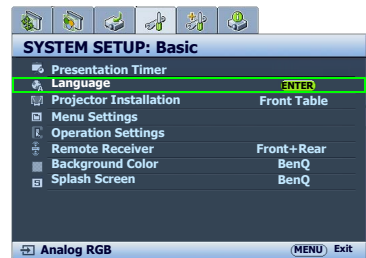 SYSTEM SETUP: Basic
Presentation Timer
Language ENTER
Projector Installation Front Table
Menu Settings
Operation Settings
Remote Receiver Front+Rear
Background Color BenQ
Splash Screen BenQ
Analog RGB MENU Exit